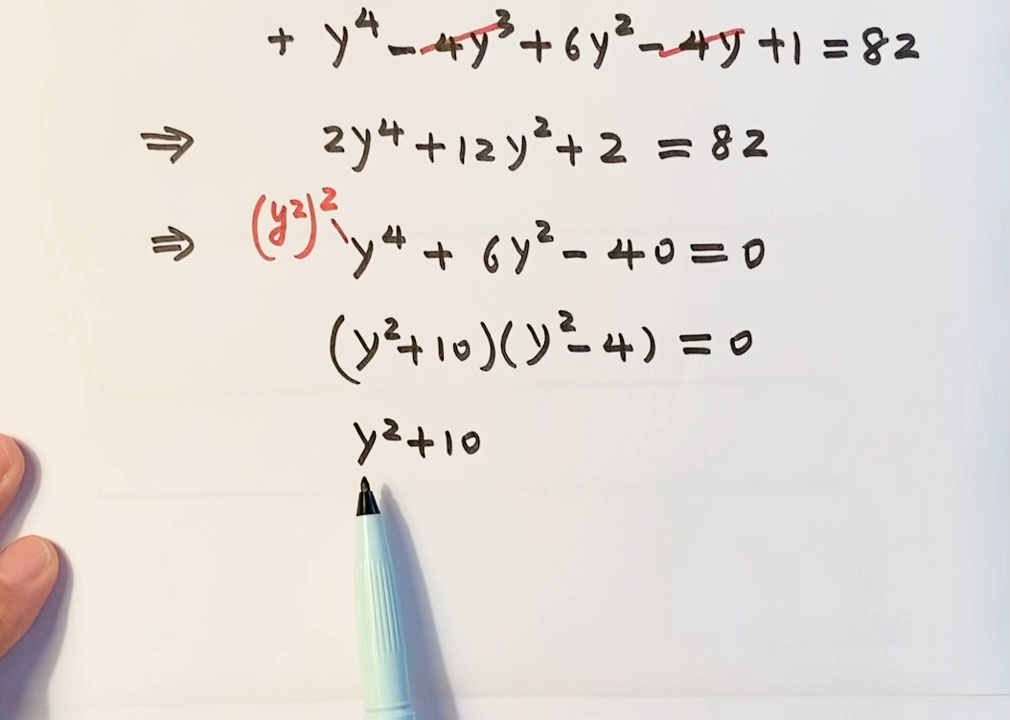 + y⁴ - 4y³ + 6y² - 4y + 1 = 82
⇒ 2y⁴ + 12y² + 2 = 82
⇒ (y²)² y⁴ + 6y² - 40 = 0
(y² + 10)(y² - 4) = 0
y² + 10